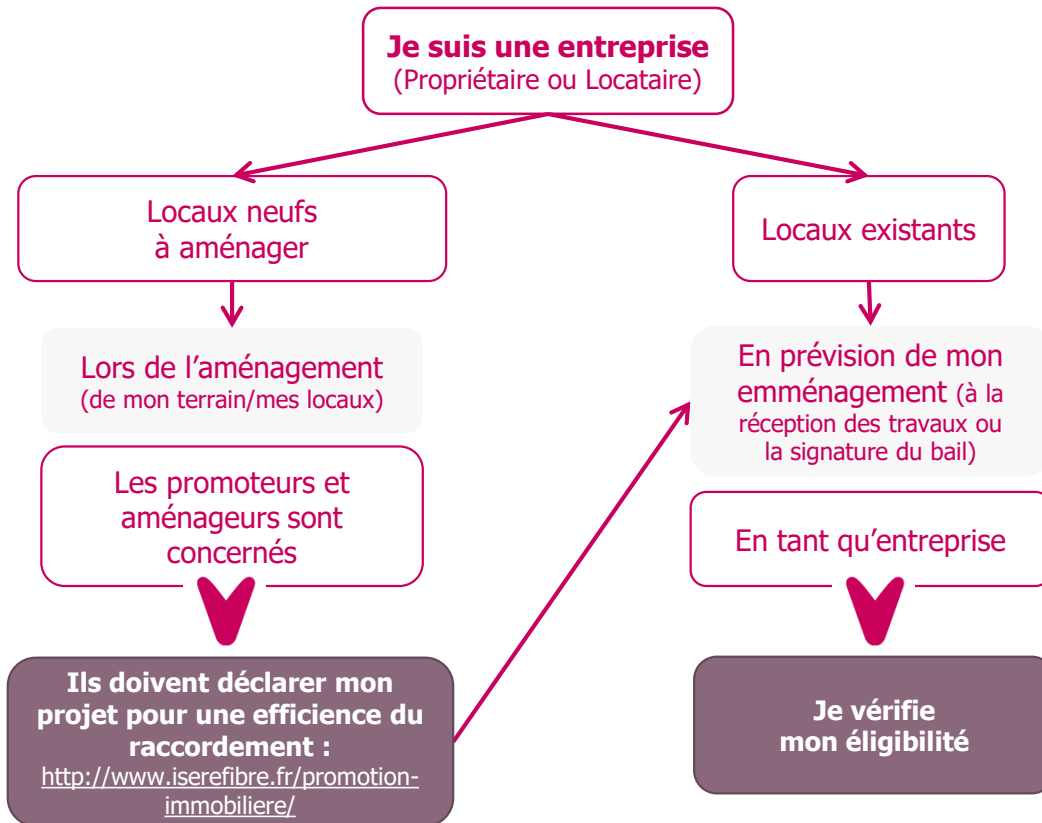 Je suis une entreprise
(Propriétaire ou Locataire)
Locaux neufs
à aménager
Locaux existants
Lors de l’aménagement
(de mon terrain/mes locaux)
En prévision de mon
emménagement (à la
réception des travaux ou
la signature du bail)
Les promoteurs et
aménageurs sont
concernés
En tant qu’entreprise
Ils doivent déclarer mon
projet pour une efficience du
raccordement :
http://www.iserefibre.fr/promotion-
immobiliere/
Je vérifie
mon éligibilité